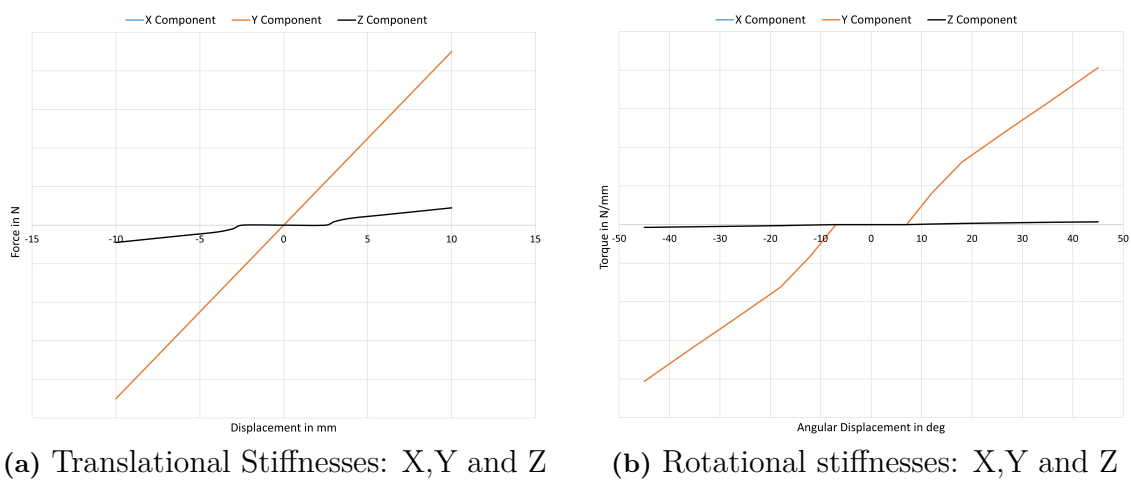 X Component Y Component Z Component
Force in N
-15 -10 -5 0 5 10 15
Displacement in mm
(a) Translational Stiffnesses: X,Y and Z
X Component Y Component Z Component
Torque in N/mm
-50 -40 -30 -20 -10 0 10 20 30 40 50
Angular Displacement in deg
(b) Rotational stiffnesses: X,Y and Z